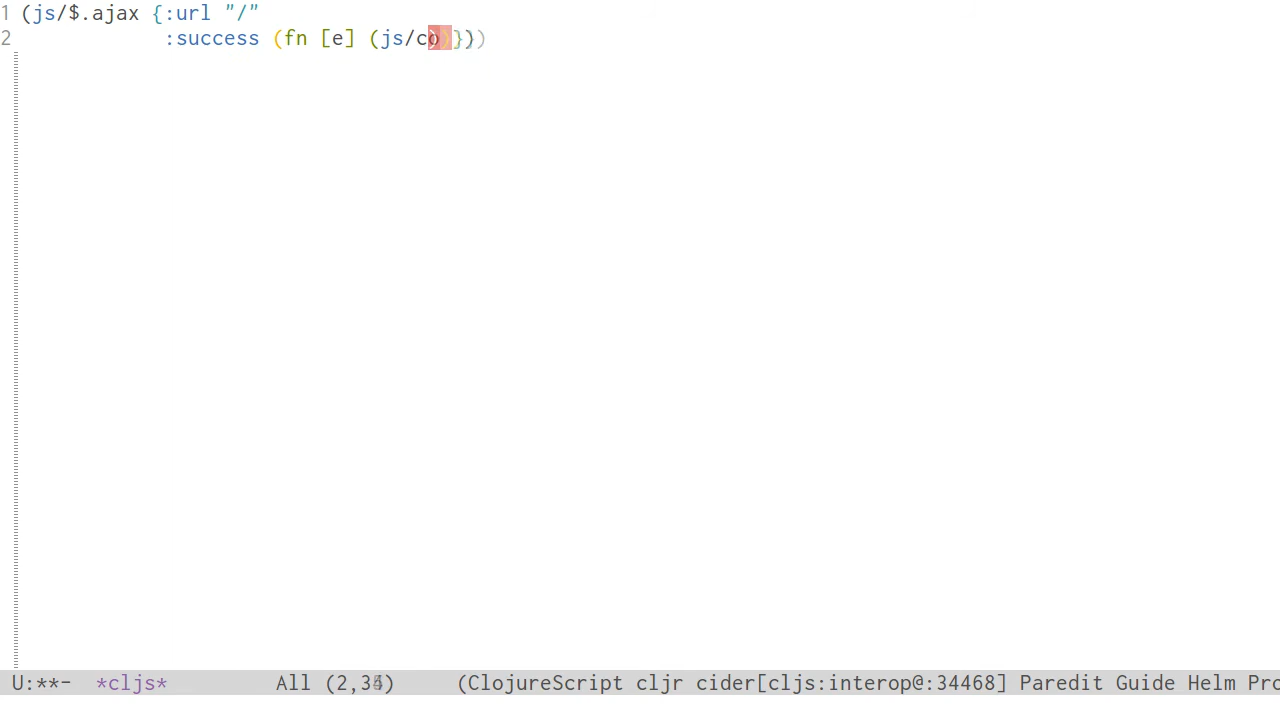 1 (js/$.ajax {:url "/"
2             :success (fn [e] (js/co)}))
U:**-  *cljs*         All (2,34)     (ClojureScript cljr cider[cljs:interop@:34468] Paredit Guide Helm Pro